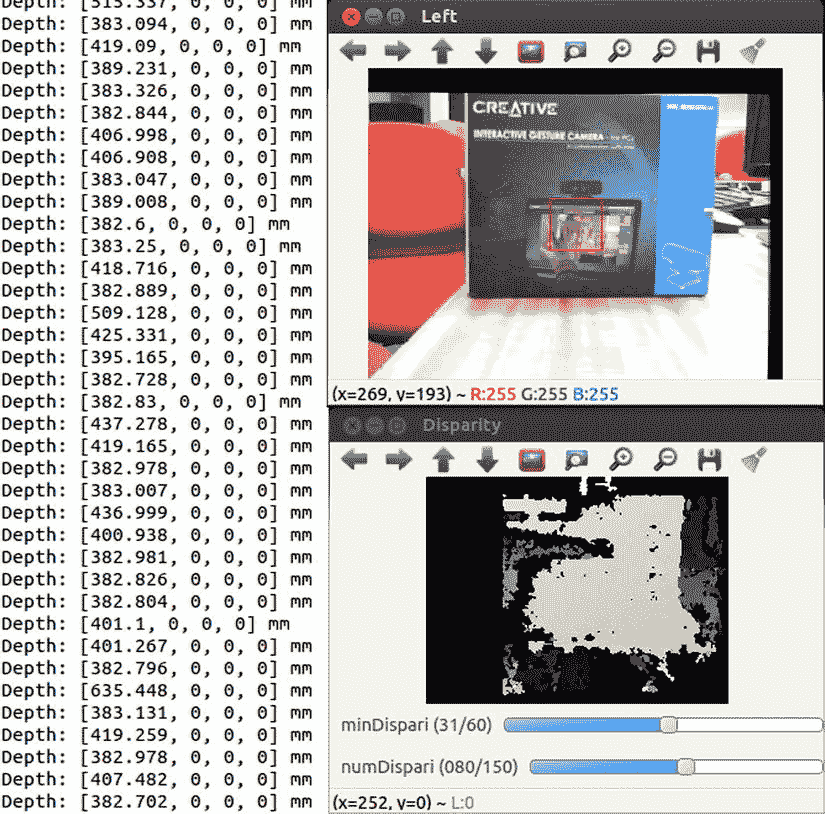 Depth: [515.337, 0, 0, 0] mm
Depth: [383.094, 0, 0, 0] mm
Depth: [419.09, 0, 0, 0] mm
Depth: [389.231, 0, 0, 0] mm
Depth: [383.326, 0, 0, 0] mm
Depth: [382.844, 0, 0, 0] mm
Depth: [406.998, 0, 0, 0] mm
Depth: [406.908, 0, 0, 0] mm
Depth: [383.047, 0, 0, 0] mm
Depth: [389.008, 0, 0, 0] mm
Depth: [382.6, 0, 0, 0] mm
Depth: [383.25, 0, 0, 0] mm
Depth: [418.716, 0, 0, 0] mm
Depth: [382.889, 0, 0, 0] mm
Depth: [509.128, 0, 0, 0] mm
Depth: [425.331, 0, 0, 0] mm
Depth: [395.165, 0, 0, 0] mm
Depth: [382.728, 0, 0, 0] mm
Depth: [382.83, 0, 0, 0] mm
Depth: [437.278, 0, 0, 0] mm
Depth: [419.165, 0, 0, 0] mm
Depth: [382.978, 0, 0, 0] mm
Depth: [383.007, 0, 0, 0] mm
Depth: [436.999, 0, 0, 0] mm
Depth: [400.938, 0, 0, 0] mm
Depth: [382.981, 0, 0, 0] mm
Depth: [382.826, 0, 0, 0] mm
Depth: [382.804, 0, 0, 0] mm
Depth: [401.1, 0, 0, 0] mm
Depth: [401.267, 0, 0, 0] mm
Depth: [382.796, 0, 0, 0] mm
Depth: [635.448, 0, 0, 0] mm
Depth: [383.131, 0, 0, 0] mm
Depth: [419.259, 0, 0, 0] mm
Depth: [382.978, 0, 0, 0] mm
Depth: [407.482, 0, 0, 0] mm
Depth: [382.702, 0, 0, 0] mm
Left
CREATIVE
INTERACTIVE GESTURE CAMERA
(x=269, y=193) ~ R:255 G:255 B:255
Disparity
minDispari (31/60)
numDispari (080/150)
(x=252, y=0) ~ L:0